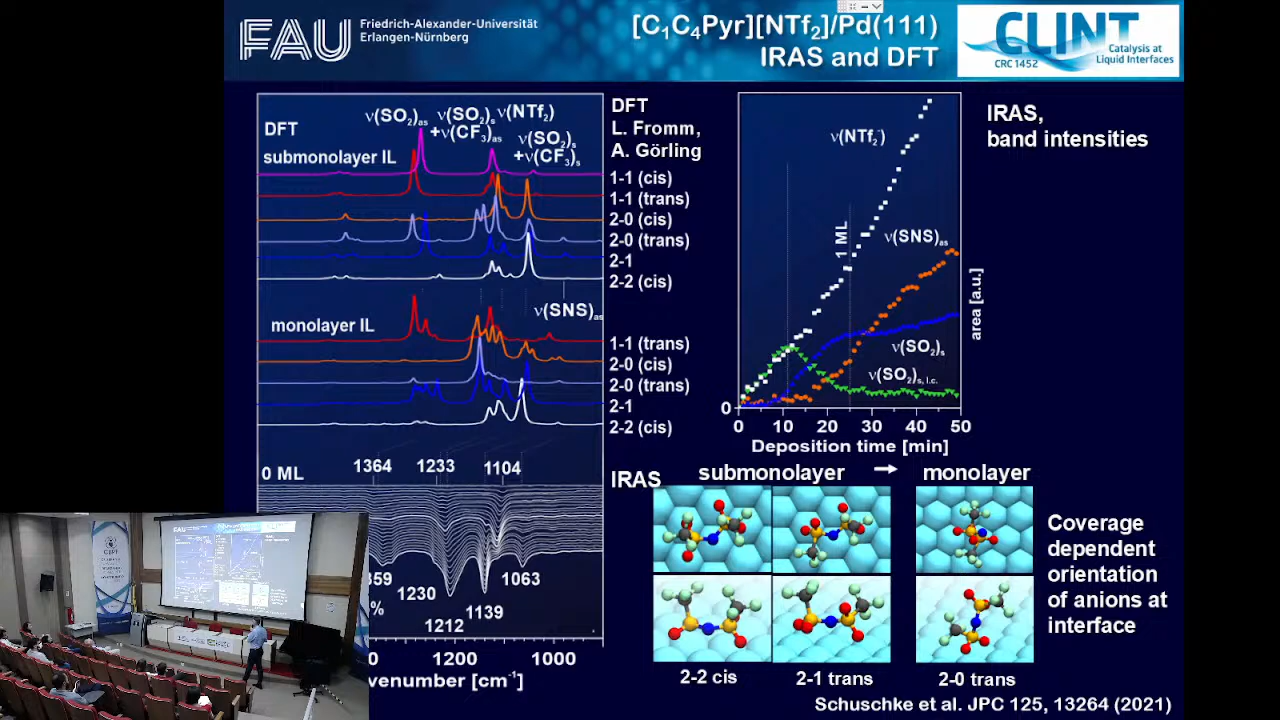 FAU
Friedrich-Alexander-Universität
Erlangen-Nürnberg
[C₁C₄Pyr][NTf₂]/Pd(111)
IRAS and DFT
CLINT
CRC 1452
Catalysis at
Liquid Interfaces
DFT
submonolayer IL
ν(SO₂)as
ν(SO₂)s
+ν(CF₃)as
ν(NTf₂)
ν(SO₂)s
+ν(CF₃)s
DFT
L. Fromm,
A. Görling
1-1 (cis)
1-1 (trans)
2-0 (cis)
2-0 (trans)
2-1
2-2 (cis)
monolayer IL
ν(SNS)as
1-1 (trans)
2-0 (cis)
2-0 (trans)
2-1
2-2 (cis)
0 ML
1364
1233
1104
IRAS
359
1230
1212
1139
1063
%
0
1200
1000
venumber [cm⁻¹]
IRAS,
band intensities
ν(NTf₂⁻)
1 ML
ν(SNS)as
ν(SO₂)s
ν(SO₂)s, i.c.
area [a.u.]
0
0 10 20 30 40 50
Deposition time [min]
submonolayer → monolayer
2-2 cis
2-1 trans
2-0 trans
Coverage
dependent
orientation
of anions at
interface
Schuschke et al. JPC 125, 13264 (2021)
FAU
CLINT